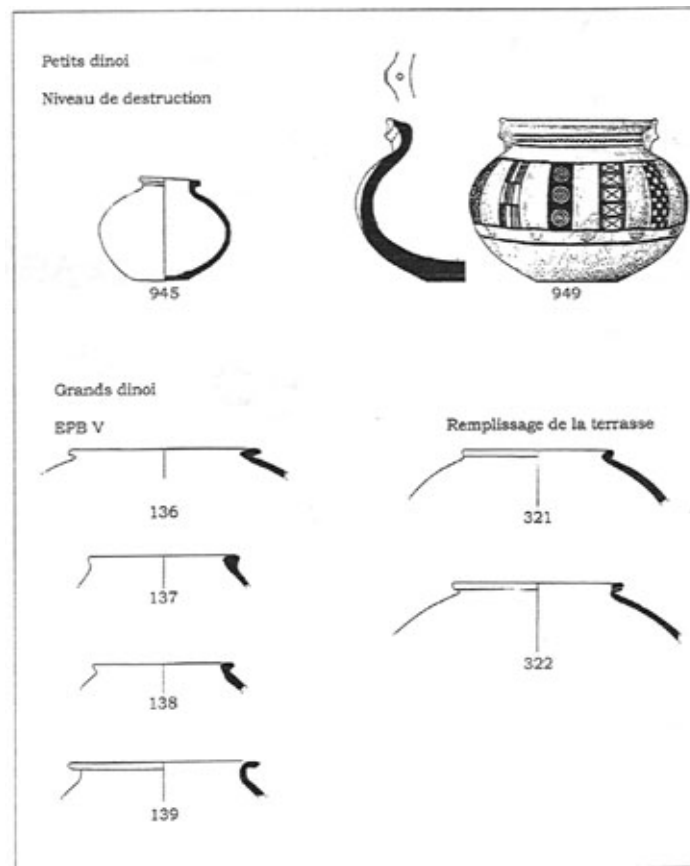 Petits dinoi
Niveau de destruction
945
949
Grands dinoi
EPB V
136
137
138
139
Remplissage de la terrasse
321
322